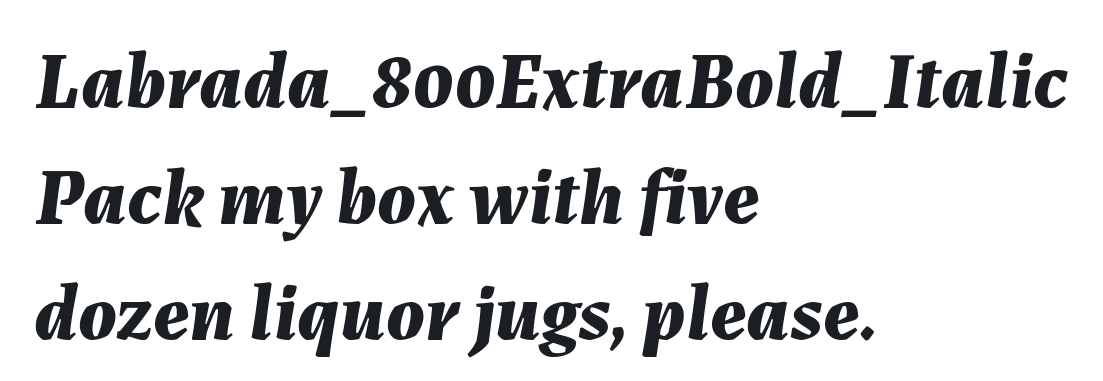 Labrada_800ExtraBold_Italic
Pack my box with five
dozen liquor jugs, please.